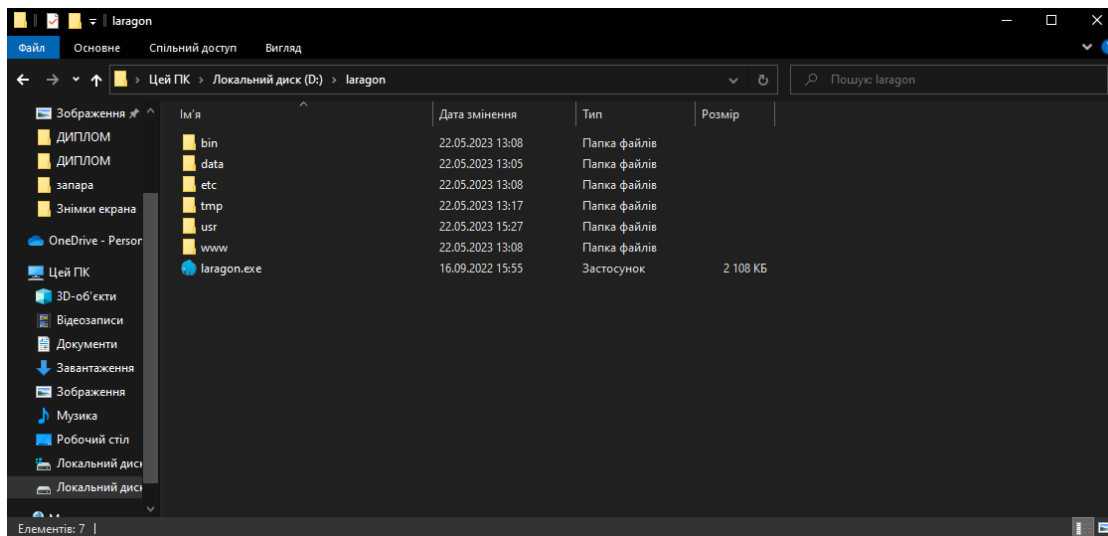 laragon
Файл Основне Спільний доступ Вигляд
Цей ПК › Локальний диск (D:) › laragon
Пошук: laragon
Ім'я Дата змінення Тип Розмір
bin 22.05.2023 13:08 Папка файлів
data 22.05.2023 13:05 Папка файлів
etc 22.05.2023 13:08 Папка файлів
tmp 22.05.2023 13:17 Папка файлів
usr 22.05.2023 15:27 Папка файлів
www 22.05.2023 13:08 Папка файлів
laragon.exe 16.09.2022 15:55 Застосунок 2 108 КБ
Зображення
ДИПЛОМ
ДИПЛОМ
запара
Знімки екрана
OneDrive - Person
Цей ПК
3D-об'єкти
Відеозаписи
Документи
Завантаження
Зображення
Музика
Робочий стіл
Локальний диск
Локальний диск
Елементів: 7